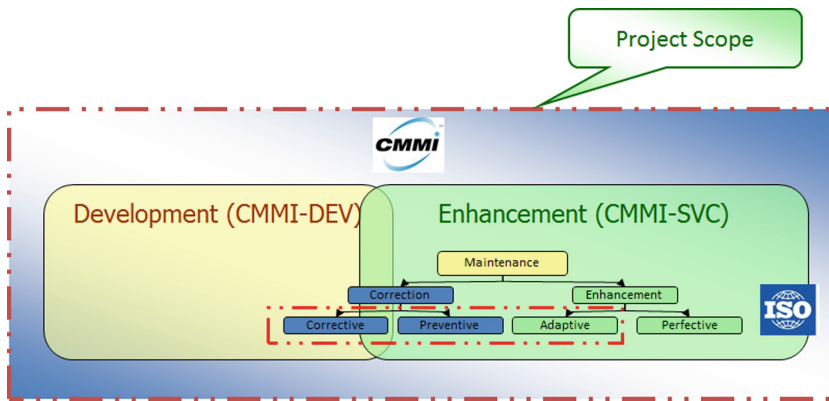 Project Scope
CMMI
Development (CMMI-DEV)
Enhancement (CMMI-SVC)
Maintenance
Correction
Enhancement
Corrective
Preventive
Adaptive
Perfective
ISO